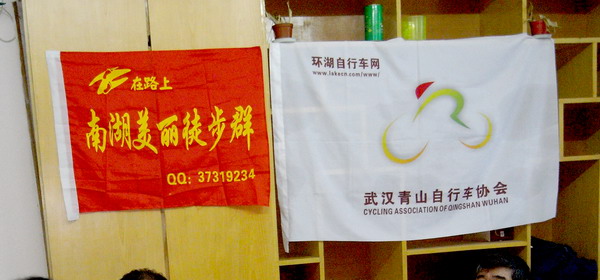 在路上
南湖美丽徒步群
QQ: 37319234
环湖自行车网
www.lakecn.com/www/
武汉青山自行车协会
CYCLING ASSOCIATION OF QINGSHAN WUHAN